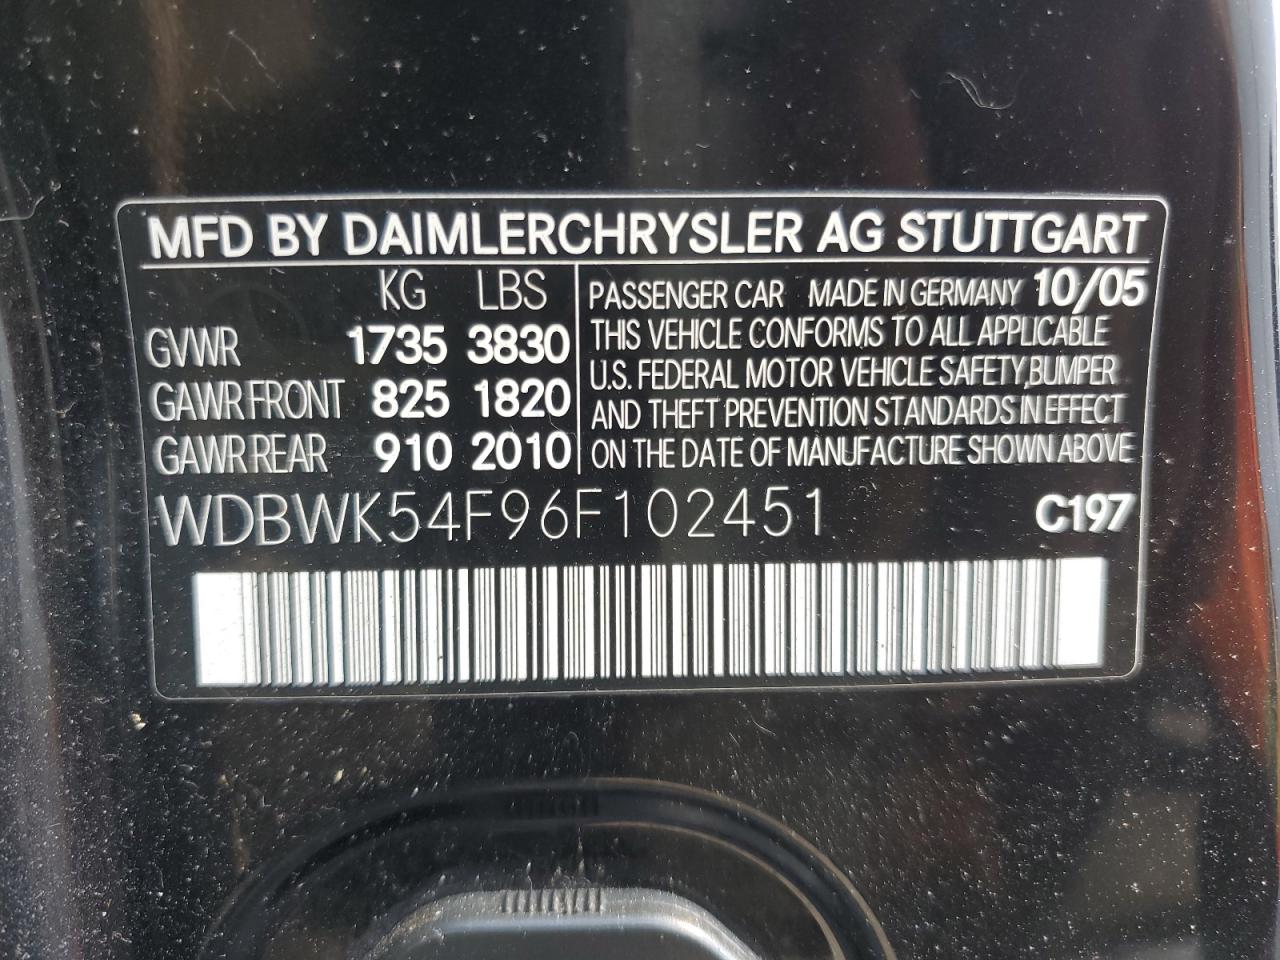 MFD BY DAIMLERCHRYSLER AG STUTTGART
KG LBS
GVWR 1735 3830
GAWR FRONT 825 1820
GAWR REAR 910 2010
PASSENGER CAR MADE IN GERMANY 10/05
THIS VEHICLE CONFORMS TO ALL APPLICABLE
U.S. FEDERAL MOTOR VEHICLE SAFETY,BUMPER
AND THEFT PREVENTION STANDARDS IN EFFECT
ON THE DATE OF MANUFACTURE SHOWN ABOVE
WDBWK54F96F102451 C197